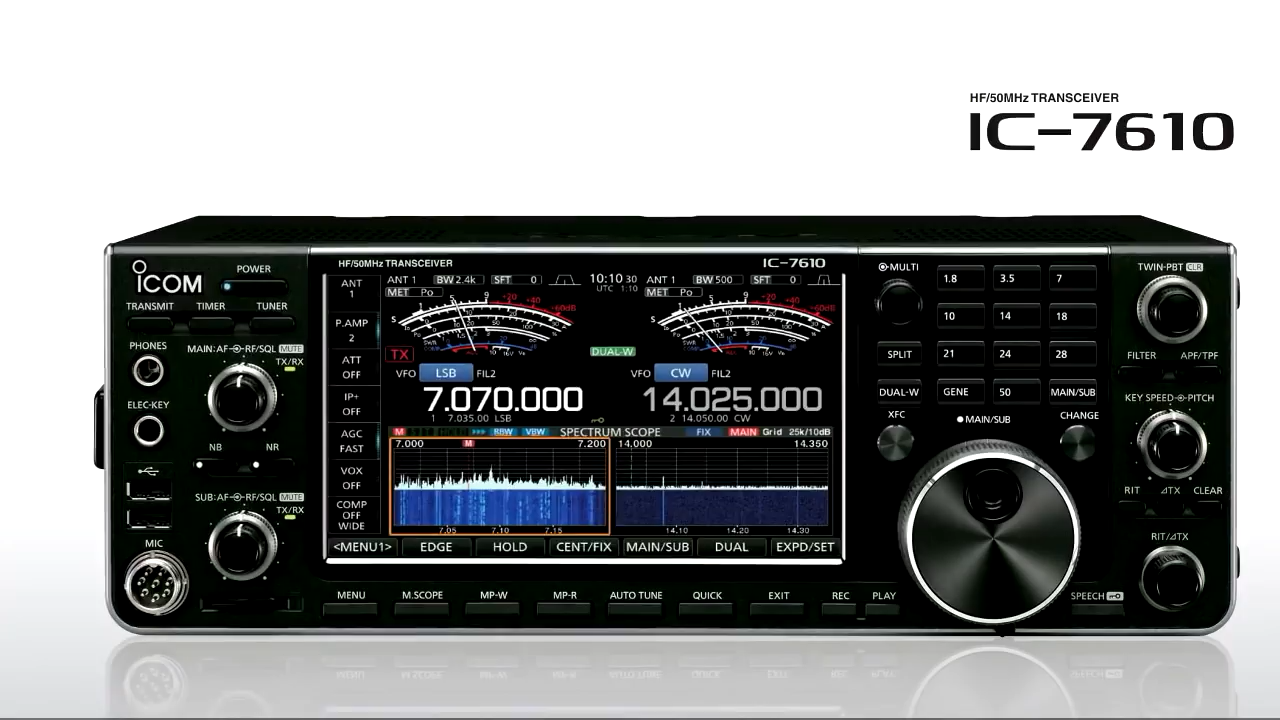 HF/50MHz TRANSCEIVER
IC-7610
ICOM
POWER
TRANSMIT TIMER TUNER
PHONES
MAIN:AF RF/SQL MUTE
TX/RX
ELEC-KEY
NB NR
SUB:AF RF/SQL MUTE
TX/RX
MIC
HF/50MHz TRANSCEIVER IC-7610
ANT 1
P.AMP 2
ATT OFF
IP+ OFF
AGC FAST
VOX OFF
COMP OFF WIDE
ANT 1 BW 2.4k SFT 0
10:10 30
UTC 1:10
ANT 1 BW 500 SFT 0
MET Po
MET Po
TX
DUAL-W
VFO LSB FIL2
VFO CW FIL2
7.070.000
14.025.000
1 7.035.00 LSB
2 14.050.00 CW
M RBW VBW SPECTRUM SCOPE FIX MAIN Grid 25k/10dB
7.000 M 7.200
14.000 14.350
7.05 7.10 7.15
14.10 14.20 14.30
<MENU1> EDGE HOLD CENT/FIX MAIN/SUB DUAL EXPD/SET
MENU M.SCOPE MP-W MP-R AUTO TUNE QUICK EXIT REC PLAY
MULTI
1.8 3.5 7
10 14 18
SPLIT 21 24 28
DUAL-W GENE 50 MAIN/SUB
XFC MAIN/SUB CHANGE
SPEECH
TWIN-PBT CLR
FILTER APF/TPF
KEY SPEED PITCH
RIT ⊿TX CLEAR
RIT/⊿TX